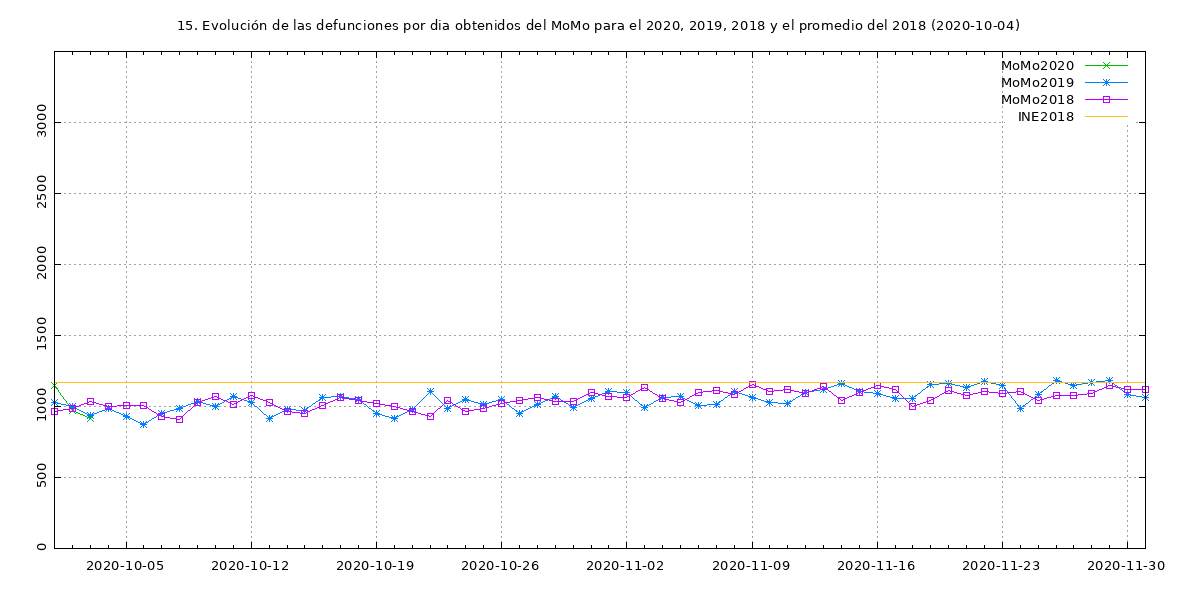 15. Evolución de las defunciones por dia obtenidos del MoMo para el 2020, 2019, 2018 y el promedio del 2018 (2020-10-04)
MoMo2020
MoMo2019
MoMo2018
INE2018
3000
2500
2000
1500
1000
500
0
2020-10-05 2020-10-12 2020-10-19 2020-10-26 2020-11-02 2020-11-09 2020-11-16 2020-11-23 2020-11-30